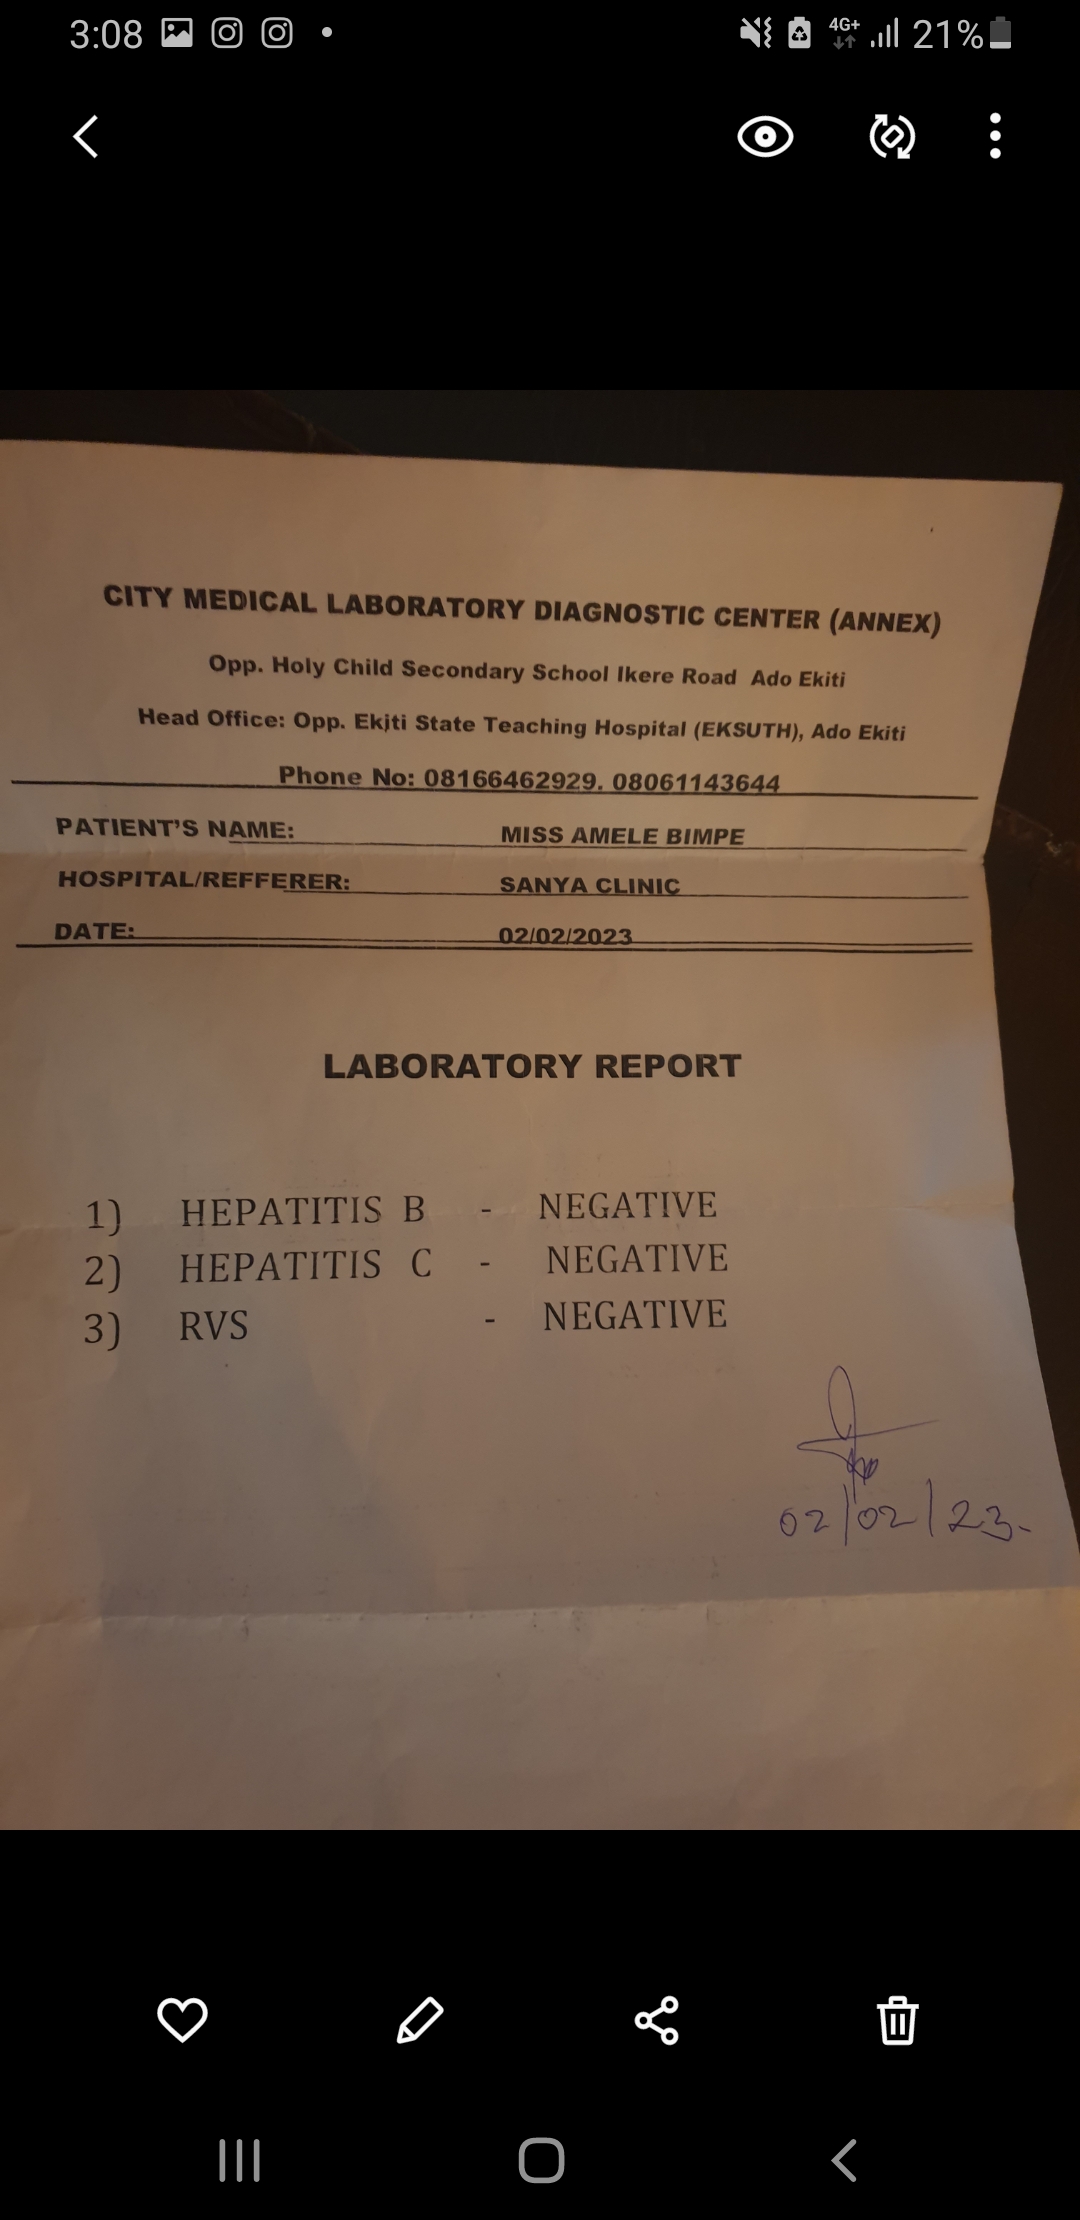 3:08
4G+
21%
CITY MEDICAL LABORATORY DIAGNOSTIC CENTER (ANNEX)
Opp. Holy Child Secondary School Ikere Road Ado Ekiti
Head Office: Opp. Ekiti State Teaching Hospital (EKSUTH), Ado Ekiti
Phone No: 08166462929. 08061143644
PATIENT'S NAME: MISS AMELE BIMPE
HOSPITAL/REFFERER: SANYA CLINIC
DATE: 02/02/2023
LABORATORY REPORT
1) HEPATITIS B - NEGATIVE
2) HEPATITIS C - NEGATIVE
3) RVS - NEGATIVE
02/02/23.